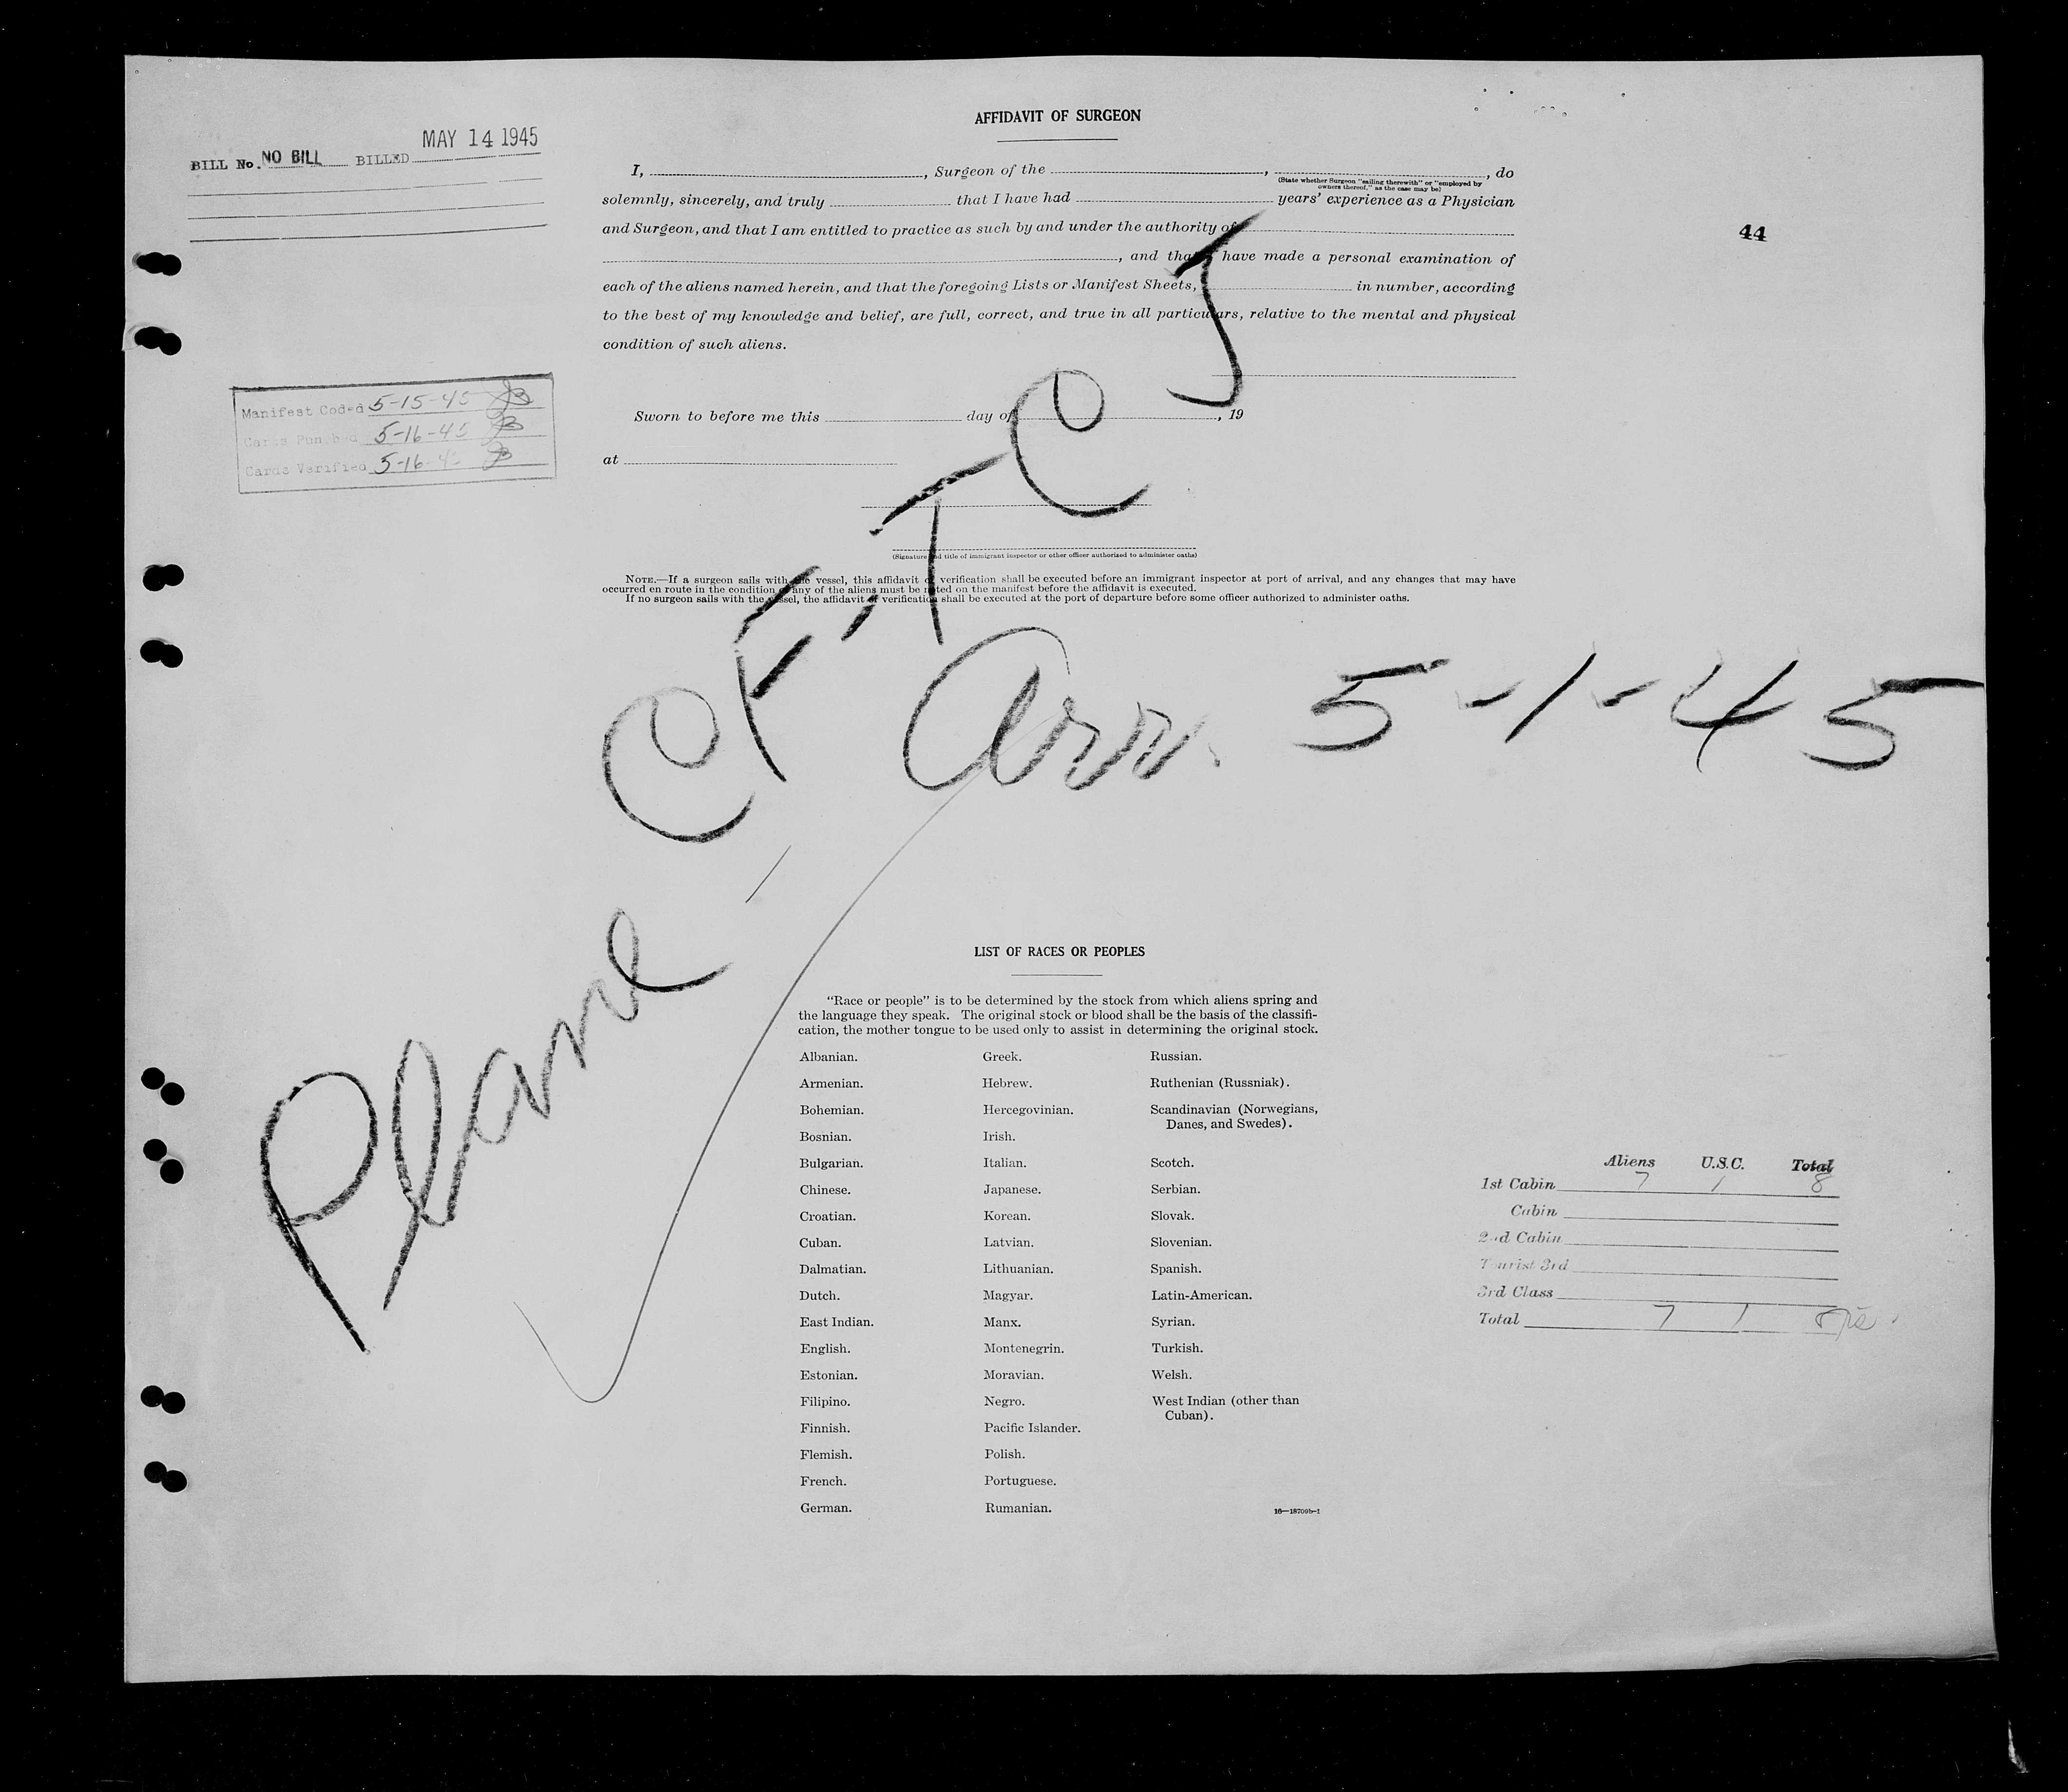 AFFIDAVIT OF SURGEON
MAY 14 1945
BILL No. NO BILL BILLED
I, , Surgeon of the , , do
(State whether Surgeon "sailing therewith" or "employed by
owners thereof," as the case may be)
solemnly, sincerely, and truly that I have had years' experience as a Physician
and Surgeon, and that I am entitled to practice as such by and under the authority of
, and that I have made a personal examination of
each of the aliens named herein, and that the foregoing Lists or Manifest Sheets, in number, according
to the best of my knowledge and belief, are full, correct, and true in all particulars, relative to the mental and physical
condition of such aliens.
44
Manifest Coded 5-15-45
Cards Punched 5-16-45
Cards Verified 5-16-45
Sworn to before me this day of , 19
at
(Signature and title of immigrant inspector or other officer authorized to administer oaths)
NOTE.—If a surgeon sails with the vessel, this affidavit of verification shall be executed before an immigrant inspector at port of arrival, and any changes that may have
occurred en route in the condition of any of the aliens must be noted on the manifest before the affidavit is executed.
If no surgeon sails with the vessel, the affidavit of verification shall be executed at the port of departure before some officer authorized to administer oaths.
Plane - CF-TCJ
Arr. 5-1-45
LIST OF RACES OR PEOPLES
"Race or people" is to be determined by the stock from which aliens spring and
the language they speak. The original stock or blood shall be the basis of the classifi-
cation, the mother tongue to be used only to assist in determining the original stock.
Albanian.
Armenian.
Bohemian.
Bosnian.
Bulgarian.
Chinese.
Croatian.
Cuban.
Dalmatian.
Dutch.
East Indian.
English.
Estonian.
Filipino.
Finnish.
Flemish.
French.
German.
Greek.
Hebrew.
Hercegovinian.
Irish.
Italian.
Japanese.
Korean.
Latvian.
Lithuanian.
Magyar.
Manx.
Montenegrin.
Moravian.
Negro.
Pacific Islander.
Polish.
Portuguese.
Rumanian.
Russian.
Ruthenian (Russniak).
Scandinavian (Norwegians,
Danes, and Swedes).
Scotch.
Serbian.
Slovak.
Slovenian.
Spanish.
Latin-American.
Syrian.
Turkish.
Welsh.
West Indian (other than
Cuban).
16—18709b-1
Aliens U.S.C. Total
1st Cabin 7 1 8
Cabin
2nd Cabin
Tourist 3rd
3rd Class
Total 7 1 8